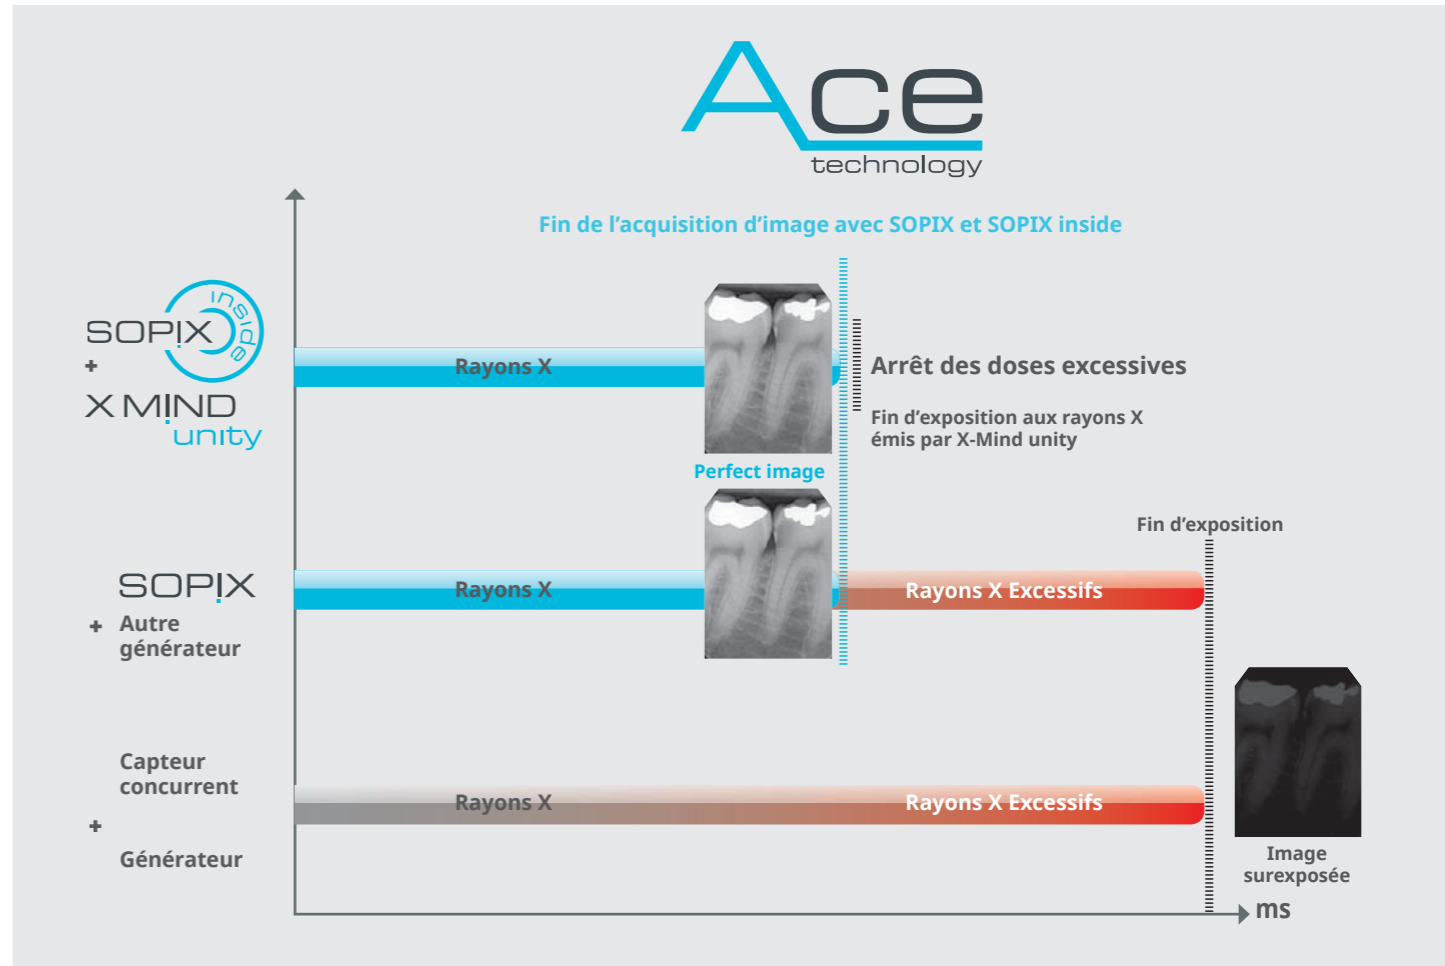 Ace
technology
Fin de l’acquisition d’image avec SOPIX et SOPIX inside
inside
SOPIX
+
X MIND
unity
Rayons X
Arrêt des doses excessives
Fin d’exposition aux rayons X
émis par X-Mind unity
Perfect image
Fin d’exposition
SOPIX
+ Autre
générateur
Rayons X
Rayons X Excessifs
Capteur
concurrent
+
Générateur
Rayons X
Rayons X Excessifs
Image
surexposée
ms